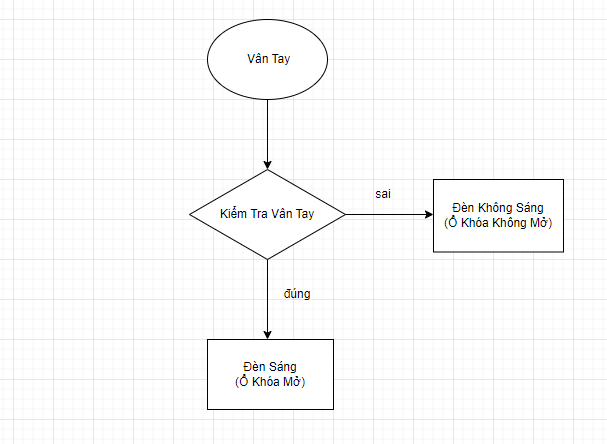 Vân Tay
Kiểm Tra Vân Tay
sai
Đèn Không Sáng
(Ổ Khóa Không Mở)
đúng
Đèn Sáng
(Ổ Khóa Mở)